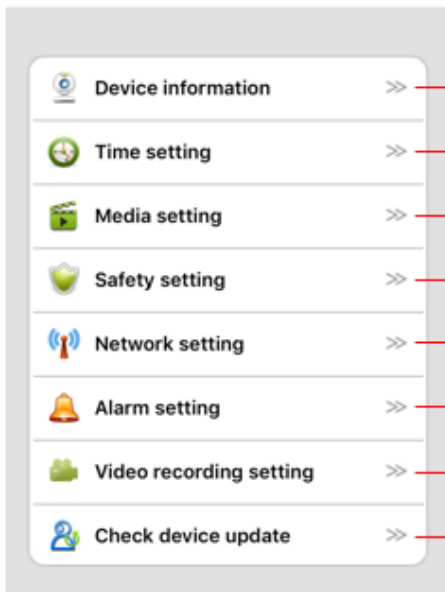 Device information
Time setting
Media setting
Safety setting
Network setting
Alarm setting
Video recording setting
Check device update